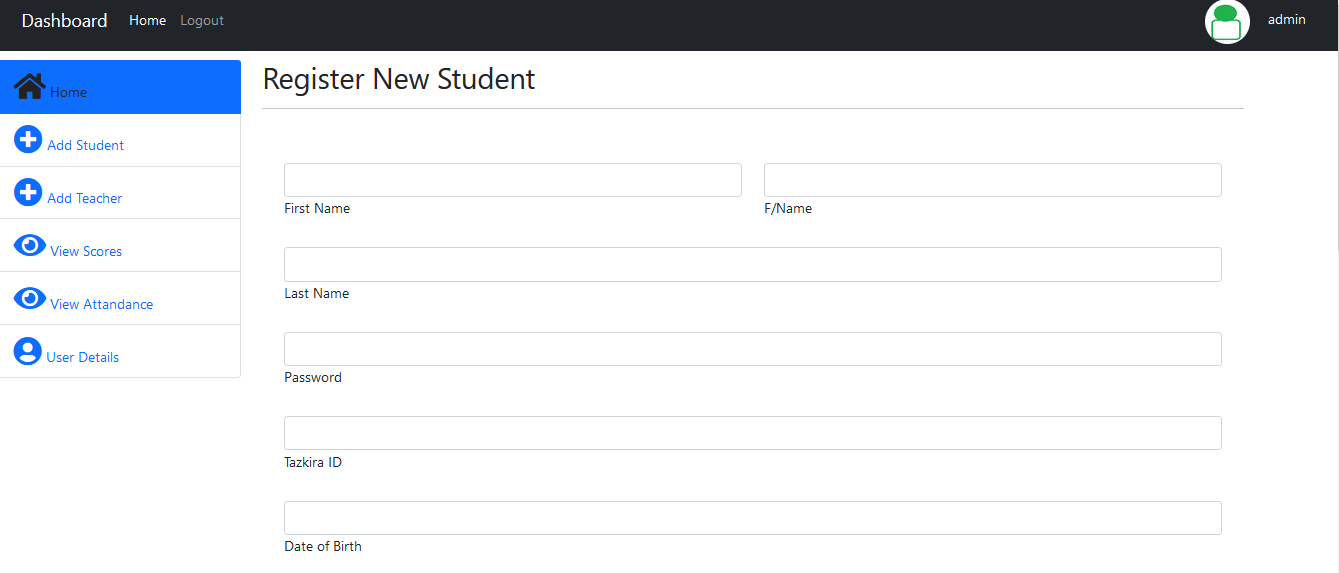 Dashboard Home Logout admin
Home
Add Student
Add Teacher
View Scores
View Attandance
User Details
Register New Student
First Name F/Name
Last Name
Password
Tazkira ID
Date of Birth